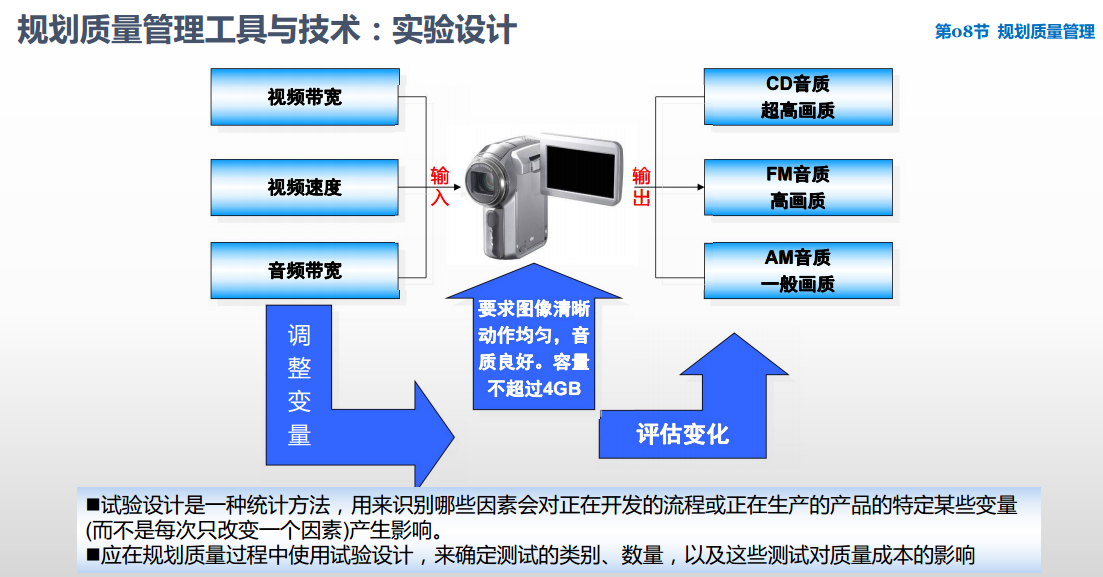 规划质量管理工具与技术：实验设计
第08节 规划质量管理
视频带宽
视频速度
音频带宽
输
入
输
出
CD音质
超高画质
FM音质
高画质
AM音质
一般画质
调
整
变
量
要求图像清晰
动作均匀，音
质良好。容量
不超过4GB
评估变化
■试验设计是一种统计方法，用来识别哪些因素会对正在开发的流程或正在生产的产品的特定某些变量
(而不是每次只改变一个因素)产生影响。
■应在规划质量过程中使用试验设计，来确定测试的类别、数量，以及这些测试对质量成本的影响